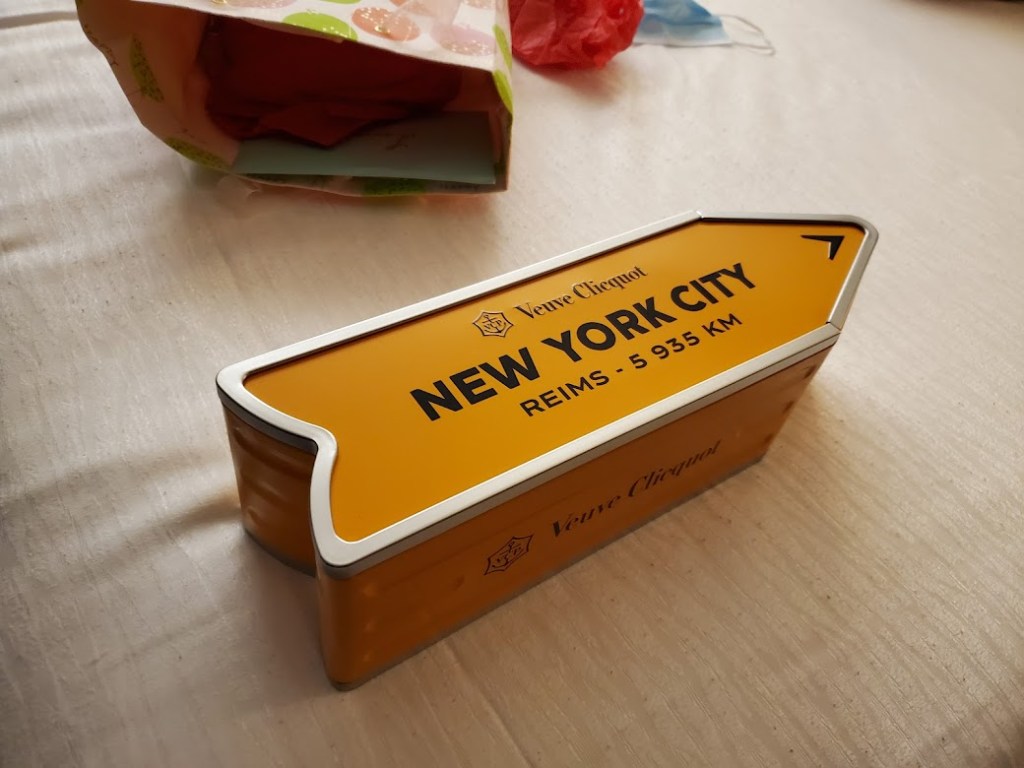 Veuve Clicquot
NEW YORK CITY
REIMS - 5 935 KM
Veuve Clicquot